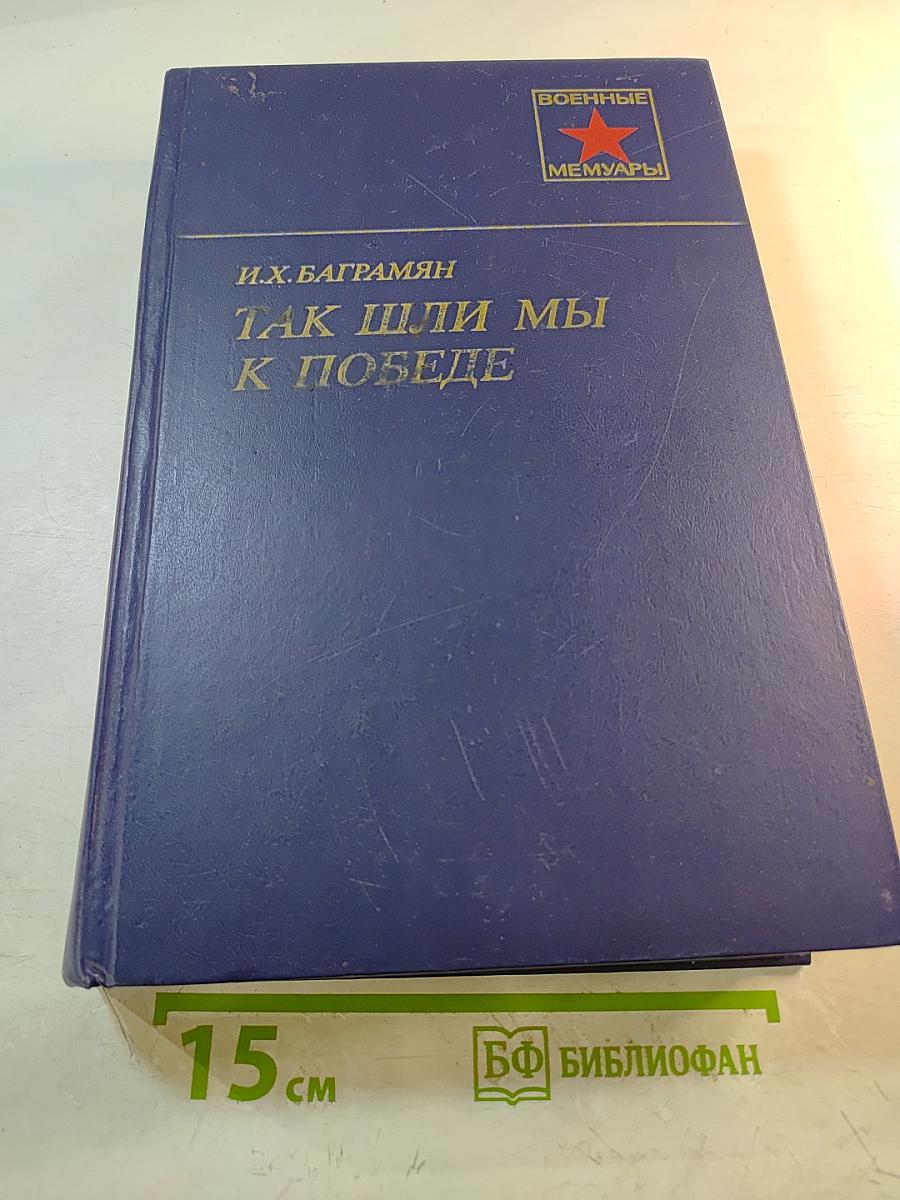 ВОЕННЫЕ
МЕМУАРЫ
И.Х. БАГРАМЯН
ТАК ШЛИ МЫ
К ПОБЕДЕ
15 см
БФ БИБЛИОФАН